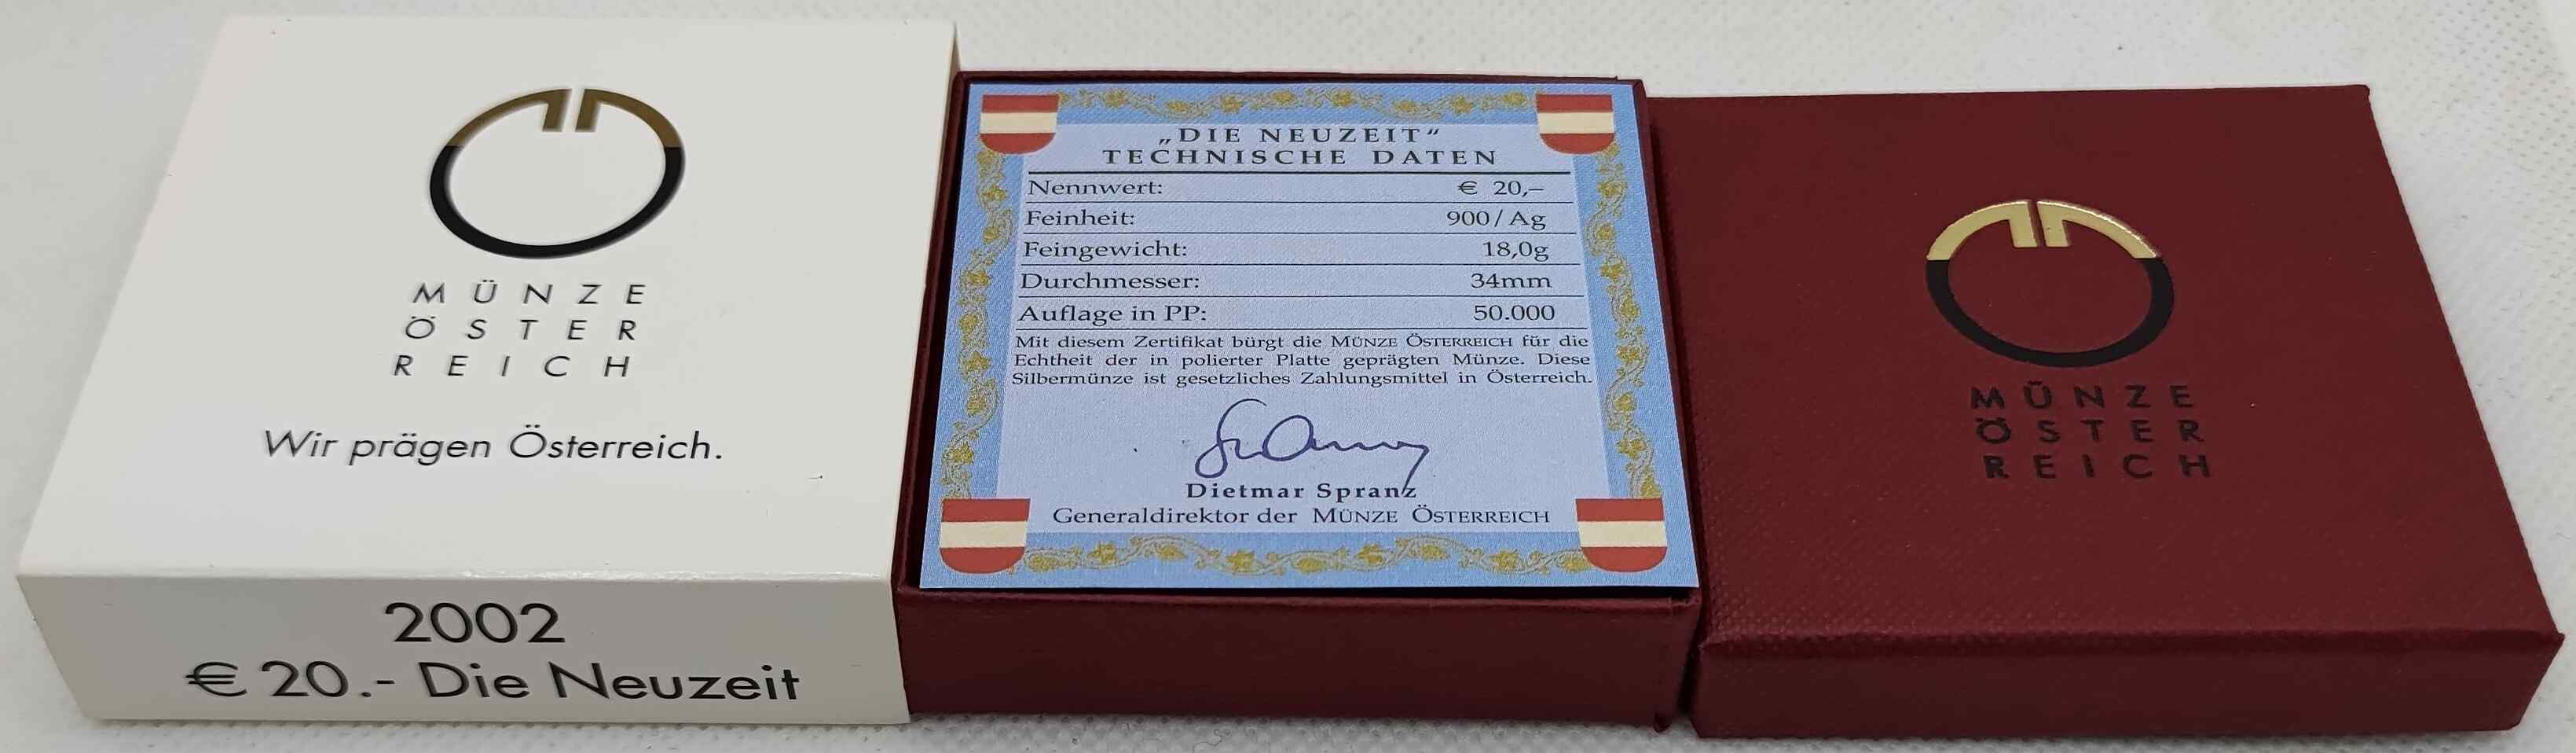 MÜNZE
ÖSTER
REICH
Wir prägen Österreich.
2002
€ 20.- Die Neuzeit
„DIE NEUZEIT“
TECHNISCHE DATEN
Nennwert: € 20,–
Feinheit: 900/Ag
Feingewicht: 18,0g
Durchmesser: 34mm
Auflage in PP: 50.000
Mit diesem Zertifikat bürgt die MÜNZE ÖSTERREICH für die
Echtheit der in polierter Platte geprägten Münze. Diese
Silbermünze ist gesetzliches Zahlungsmittel in Österreich.
Dietmar Spranz
Generaldirektor der MÜNZE ÖSTERREICH
MÜNZE
ÖSTER
REICH